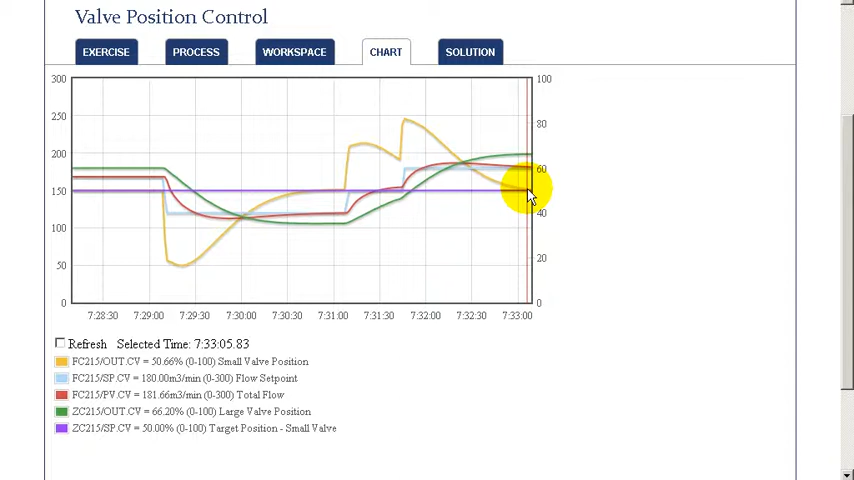 Valve Position Control
EXERCISE PROCESS WORKSPACE CHART SOLUTION
300 100
250 80
200 60
150 40
100 20
50 0
0
7:28:30 7:29:00 7:29:30 7:30:00 7:30:30 7:31:00 7:31:30 7:32:00 7:32:30 7:33:00
Refresh Selected Time: 7:33:05.83
FC215/OUT.CV = 50.66% (0-100) Small Valve Position
FC215/SP.CV = 180.00m3/min (0-300) Flow Setpoint
FC215/PV.CV = 181.66m3/min (0-300) Total Flow
ZC215/OUT.CV = 66.20% (0-100) Large Valve Position
ZC215/SP.CV = 50.00% (0-100) Target Position - Small Valve